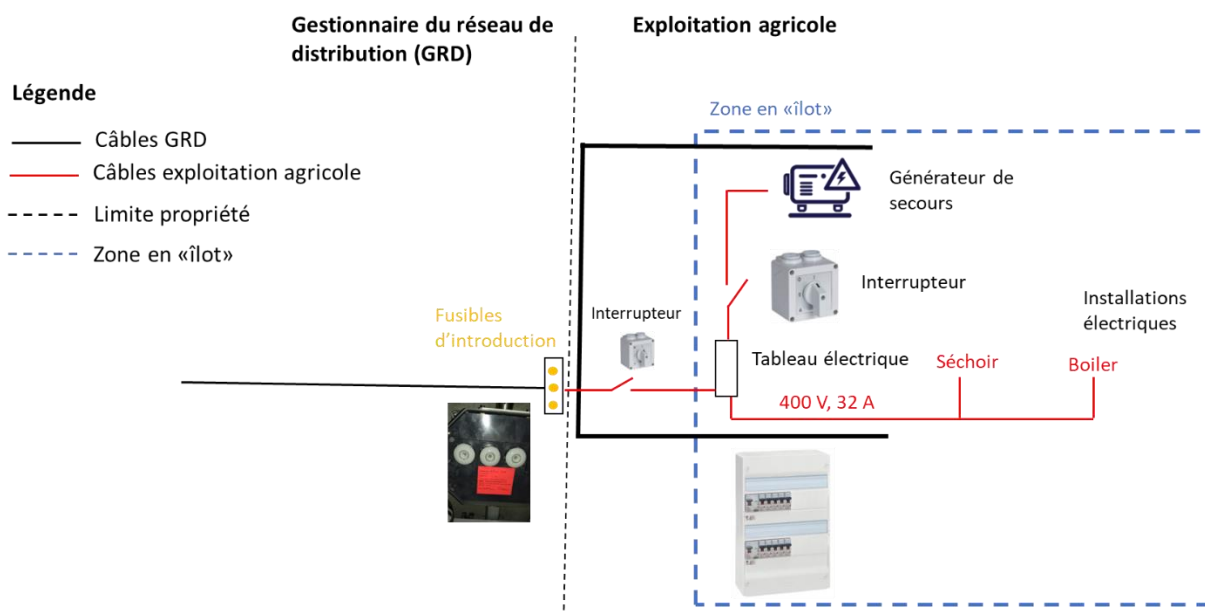 Gestionnaire du réseau de
distribution (GRD)
Exploitation agricole
Légende
Câbles GRD
Câbles exploitation agricole
Limite propriété
Zone en «îlot»
Zone en «îlot»
Générateur de
secours
Interrupteur
Interrupteur
Installations
électriques
Fusibles
d’introduction
Tableau électrique
Séchoir
Boiler
400 V, 32 A